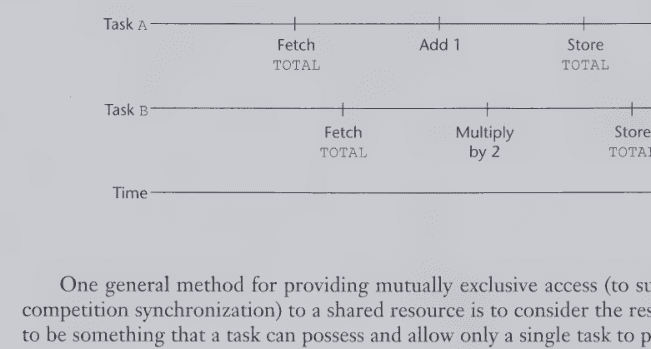 Task A
Fetch Add 1 Store
TOTAL TOTAL
Task B
Fetch Multiply Store
TOTAL by 2
Time
One general method for providing mutually exclusive access (to
competition synchronization) to a shared resource is to consider the
to be something that a task can possess and allow only a single task to